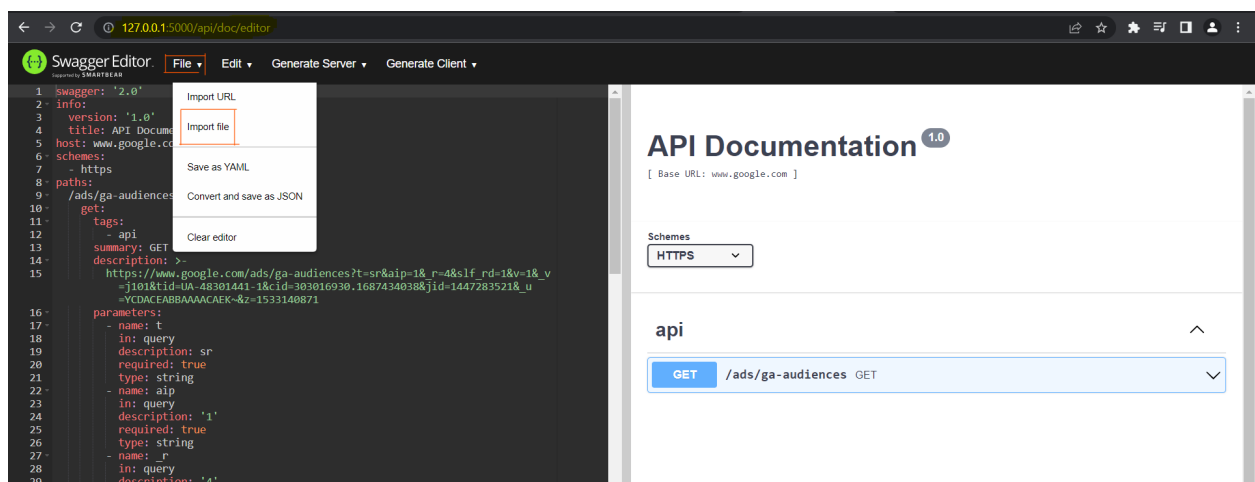 127.0.0.1:5000/api/doc/editor
Swagger Editor.
Supported by SMARTBEAR
File ▾ Edit ▾ Generate Server ▾ Generate Client ▾
Import URL
Import file
Save as YAML
Convert and save as JSON
Clear editor
1 swagger: '2.0'
2 info:
3 version: '1.0'
4 title: API Docume
5 host: www.google.co
6 schemes:
7 - https
8 paths:
9 /ads/ga-audiences
10 get:
11 tags:
12 - api
13 summary: GET
14 description: >-
15 https://www.google.com/ads/ga-audiences?t=sr&aip=1&_r=4&slf_rd=1&v=1&_v
=j101&tid=UA-48301441-1&cid=303016930.1687434038&jid=1447283521&_u
=YCDACEABBAAAACAEK~&z=1533140871
16 parameters:
17 - name: t
18 in: query
19 description: sr
20 required: true
21 type: string
22 - name: aip
23 in: query
24 description: '1'
25 required: true
26 type: string
27 - name: _r
28 in: query
29 description: '4'
API Documentation 1.0
[ Base URL: www.google.com ]
Schemes
HTTPS
api
GET /ads/ga-audiences GET